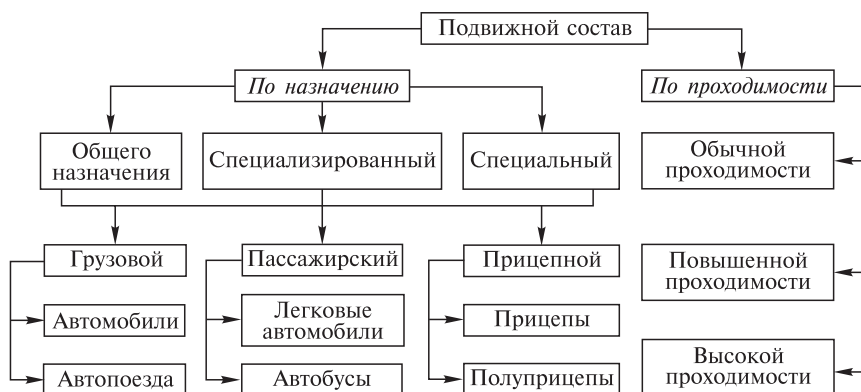 Подвижной состав
По назначению
По проходимости
Общего
назначения
Специализированный
Специальный
Обычной
проходимости
Грузовой
Пассажирский
Прицепной
Повышенной
проходимости
Автомобили
Легковые
автомобили
Прицепы
Автопоезда
Автобусы
Полуприцепы
Высокой
проходимости